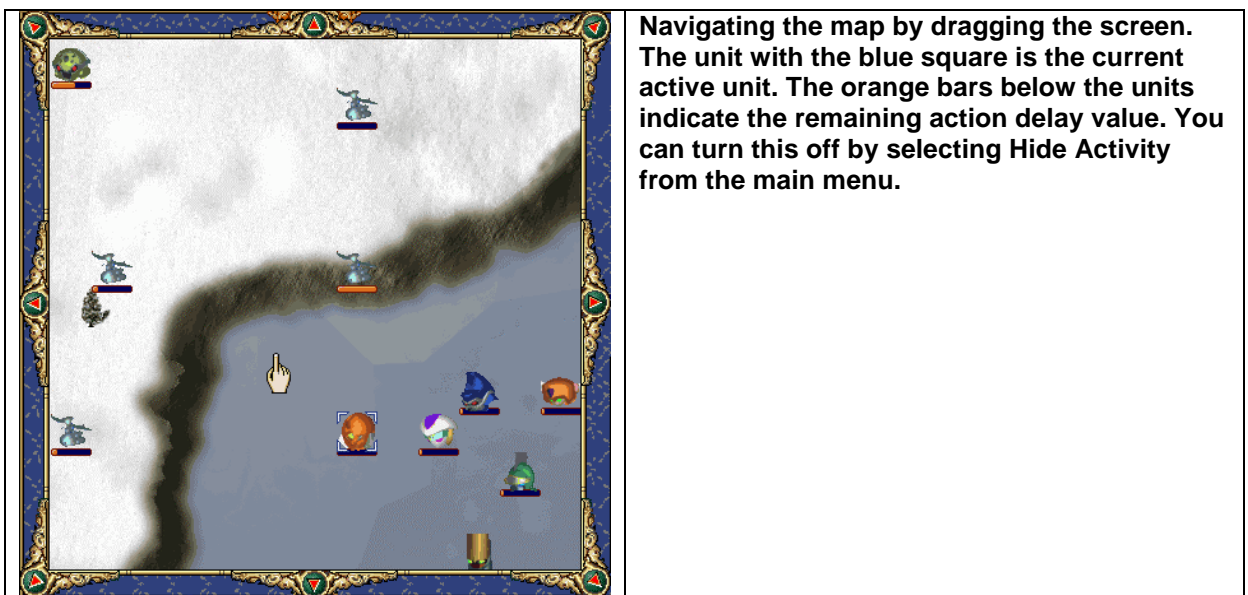 Navigating the map by dragging the screen.
The unit with the blue square is the current
active unit. The orange bars below the units
indicate the remaining action delay value. You
can turn this off by selecting Hide Activity
from the main menu.